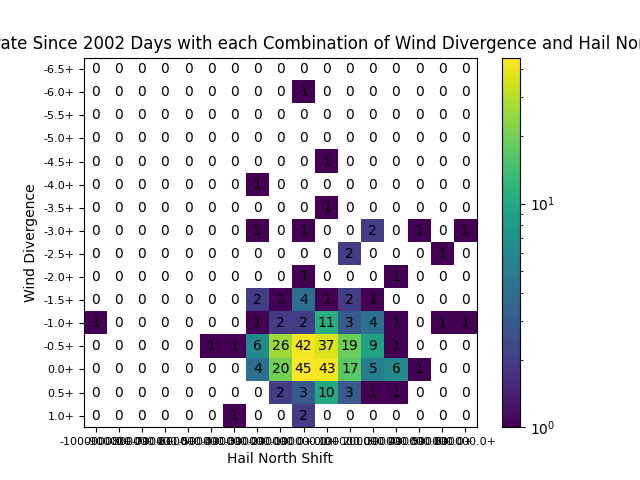 rate Since 2002 Days with each Combination of Wind Divergence and Hail Nor
-6.5+ 0 0 0 0 0 0 0 0 0 0 0 0 0 0 0 0 0
-6.0+ 0 0 0 0 0 0 0 0 0 1 0 0 0 0 0 0 0
-5.5+ 0 0 0 0 0 0 0 0 0 0 0 0 0 0 0 0 0
-5.0+ 0 0 0 0 0 0 0 0 0 0 0 0 0 0 0 0 0
-4.5+ 0 0 0 0 0 0 0 0 0 0 1 0 0 0 0 0 0
-4.0+ 0 0 0 0 0 0 0 1 0 0 0 0 0 0 0 0 0
-3.5+ 0 0 0 0 0 0 0 0 0 0 1 0 0 0 0 0 0
-3.0+ 0 0 0 0 0 0 0 1 0 1 0 0 2 0 1 0 1
-2.5+ 0 0 0 0 0 0 0 0 0 0 0 2 0 0 0 1 0
-2.0+ 0 0 0 0 0 0 0 0 0 1 0 0 0 1 0 0 0
-1.5+ 0 0 0 0 0 0 0 2 1 4 1 2 1 0 0 0 0
-1.0+ 1 0 0 0 0 0 0 1 2 2 11 3 4 1 0 1 1
-0.5+ 0 0 0 0 0 1 1 6 26 42 37 19 9 1 0 0 0
0.0+ 0 0 0 0 0 0 0 4 20 45 43 17 5 6 1 0 0
0.5+ 0 0 0 0 0 0 0 0 2 3 10 3 1 1 0 0 0
1.0+ 0 0 0 0 0 0 1 0 0 2 0 0 0 0 0 0 0
Wind Divergence
Hail North Shift
10¹
10⁰